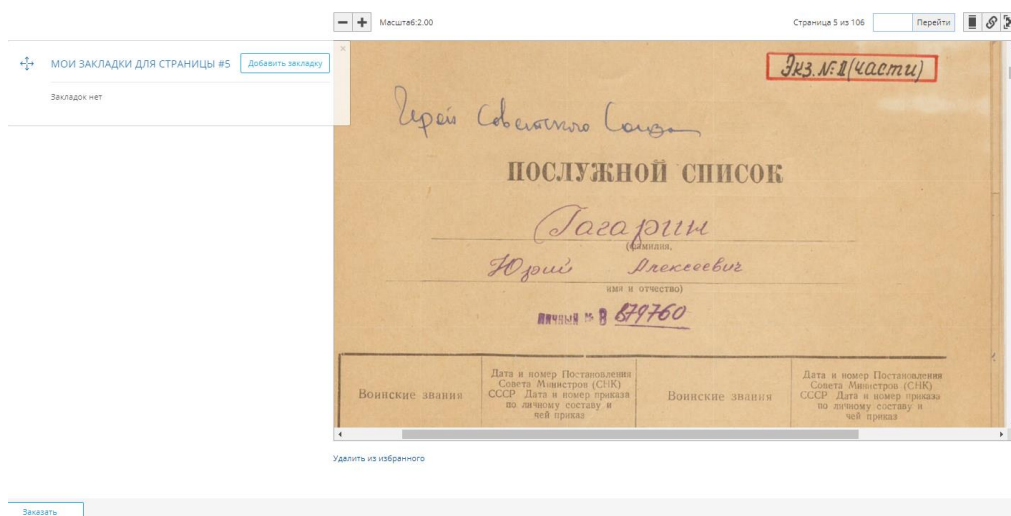 Масштаб:2.00
Страница 5 из 106
Перейти
МОИ ЗАКЛАДКИ ДЛЯ СТРАНИЦЫ #5
Добавить закладку
Закладок нет
Экз. № 1 (части)
Герой Советского Союза
ПОСЛУЖНОЙ СПИСОК
Гагарин
(фамилия,
Юрий Алексеевич
имя и отчество)
личный №
879760
Воинские звания
Дата и номер Постановления
Совета Министров (СНК)
СССР Дата и номер приказа
по личному составу и
чей приказ
Воинские звания
Дата и номер Постановления
Совета Министров (СНК)
СССР Дата и номер приказа
по личному составу и
чей приказ
Удалить из избранного
Заказать